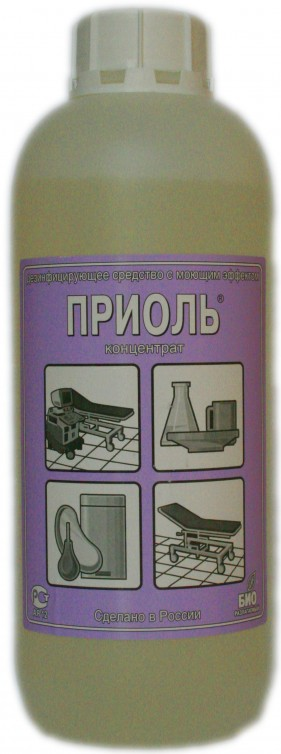 Дезинфицирующее средство с моющим эффектом
ПРИОЛЬ®
концентрат
Сделано в России
БИО